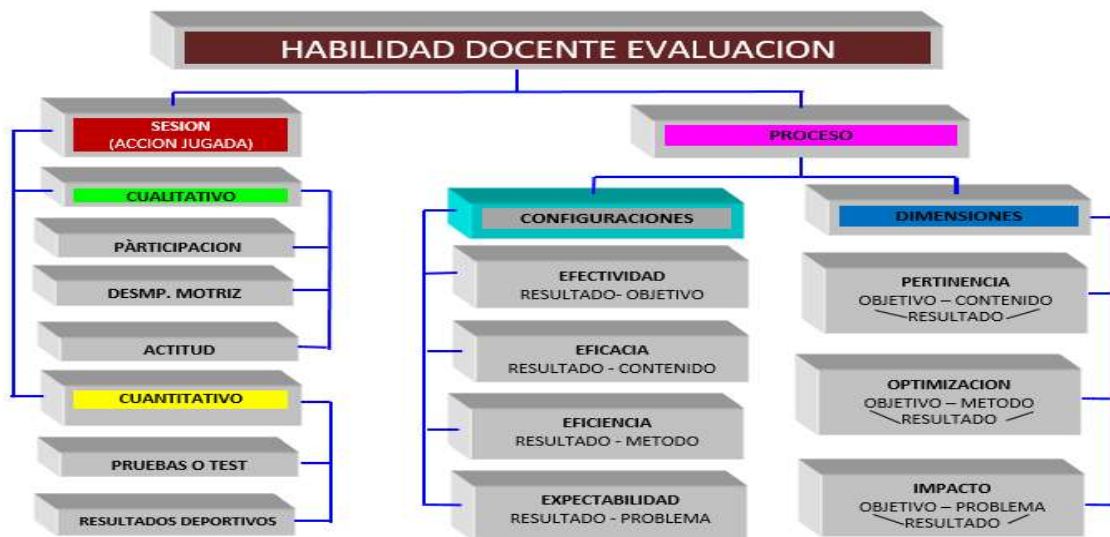 HABILIDAD DOCENTE EVALUACION
SESION
(ACCION JUGADA)
CUALITATIVO
PÀRTICIPACION
DESMP. MOTRIZ
ACTITUD
CUANTITATIVO
PRUEBAS O TEST
RESULTADOS DEPORTIVOS
PROCESO
CONFIGURACIONES
EFECTIVIDAD
RESULTADO- OBJETIVO
EFICACIA
RESULTADO - CONTENIDO
EFICIENCIA
RESULTADO - METODO
EXPECTABILIDAD
RESULTADO - PROBLEMA
DIMENSIONES
PERTINENCIA
OBJETIVO – CONTENIDO
RESULTADO
OPTIMIZACION
OBJETIVO – METODO
RESULTADO
IMPACTO
OBJETIVO – PROBLEMA
RESULTADO